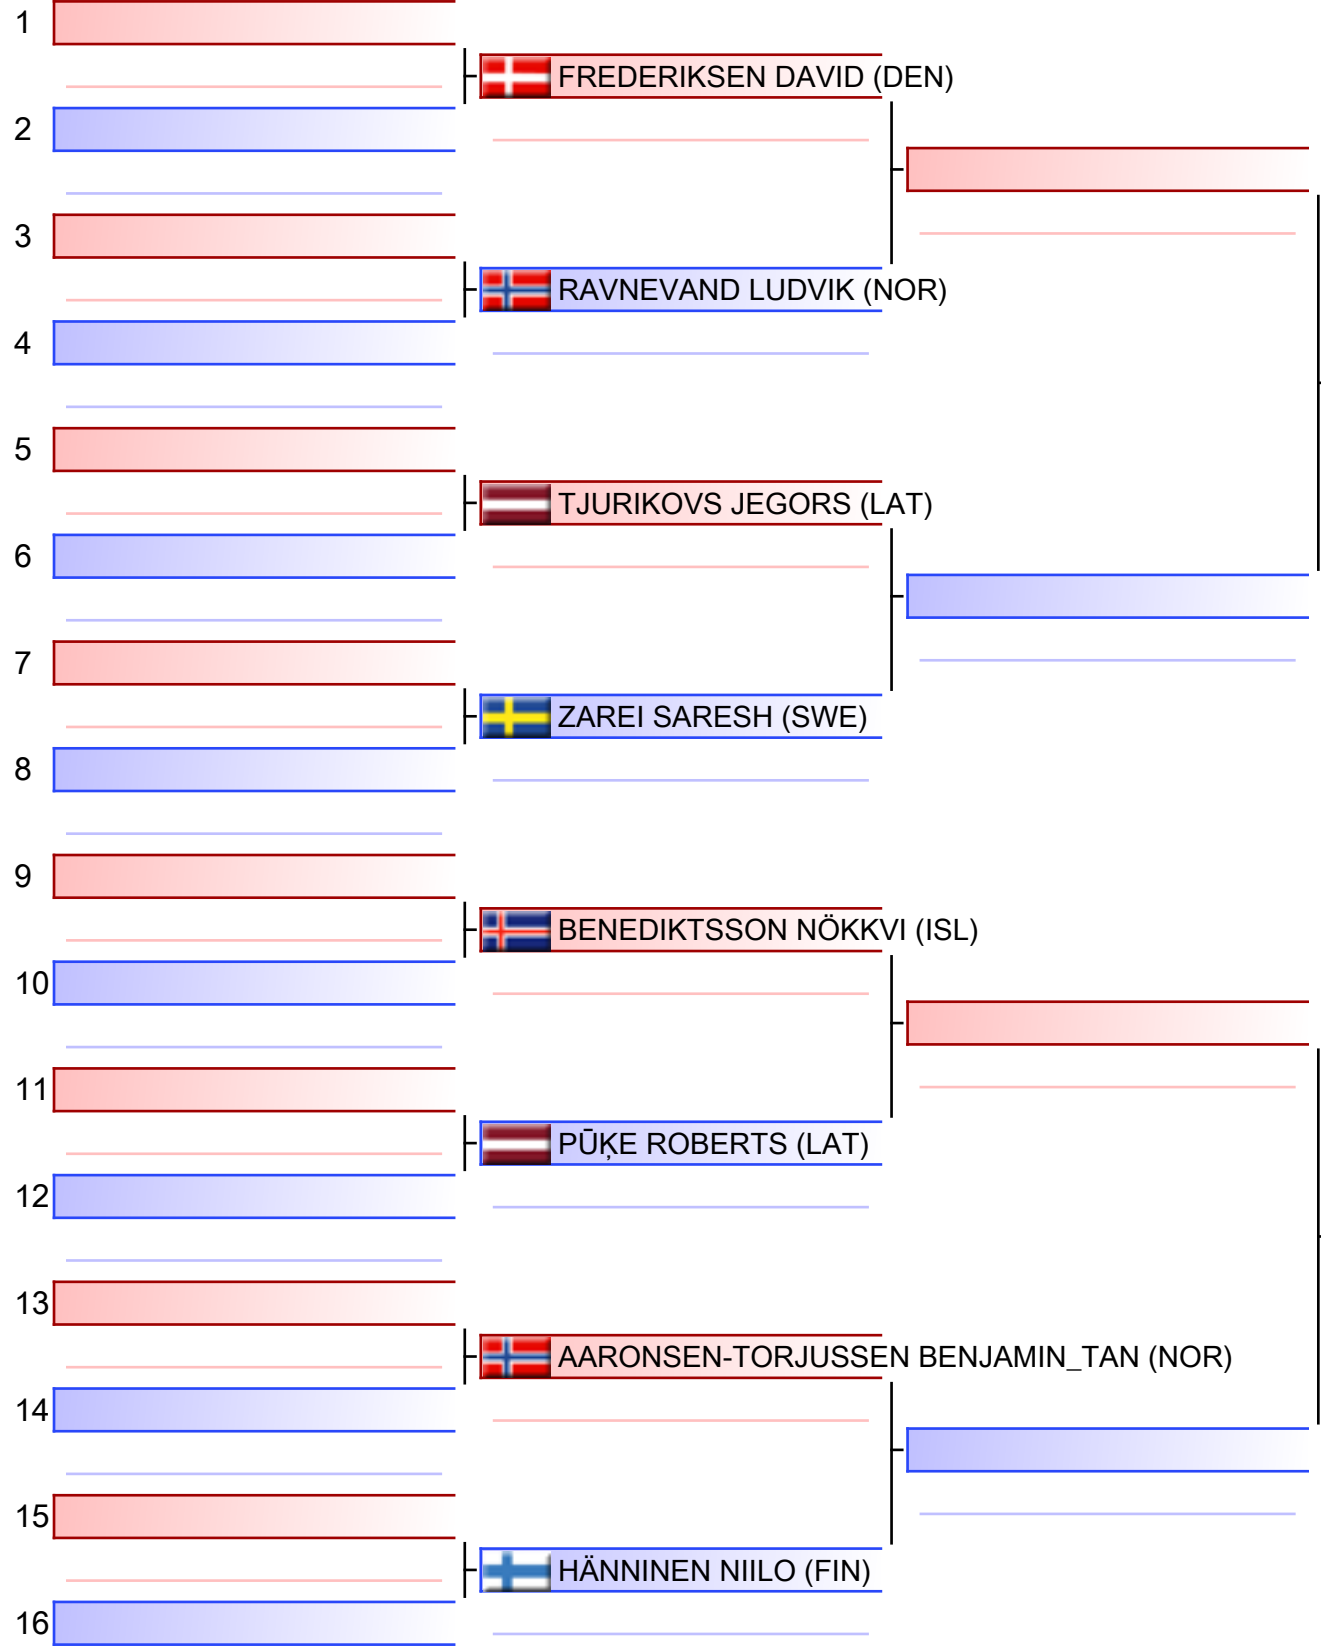 1
FREDERIKSEN DAVID (DEN)
2
3
RAVNEVAND LUDVIK (NOR)
4
5
TJURIKOVS JEGORS (LAT)
6
7
ZAREI SARESH (SWE)
8
9
BENEDIKTSSON NÖKKVI (ISL)
10
11
PŪĶE ROBERTS (LAT)
12
13
AARONSEN-TORJUSSEN BENJAMIN_TAN (NOR)
14
15
HÄNNINEN NIILO (FIN)
16